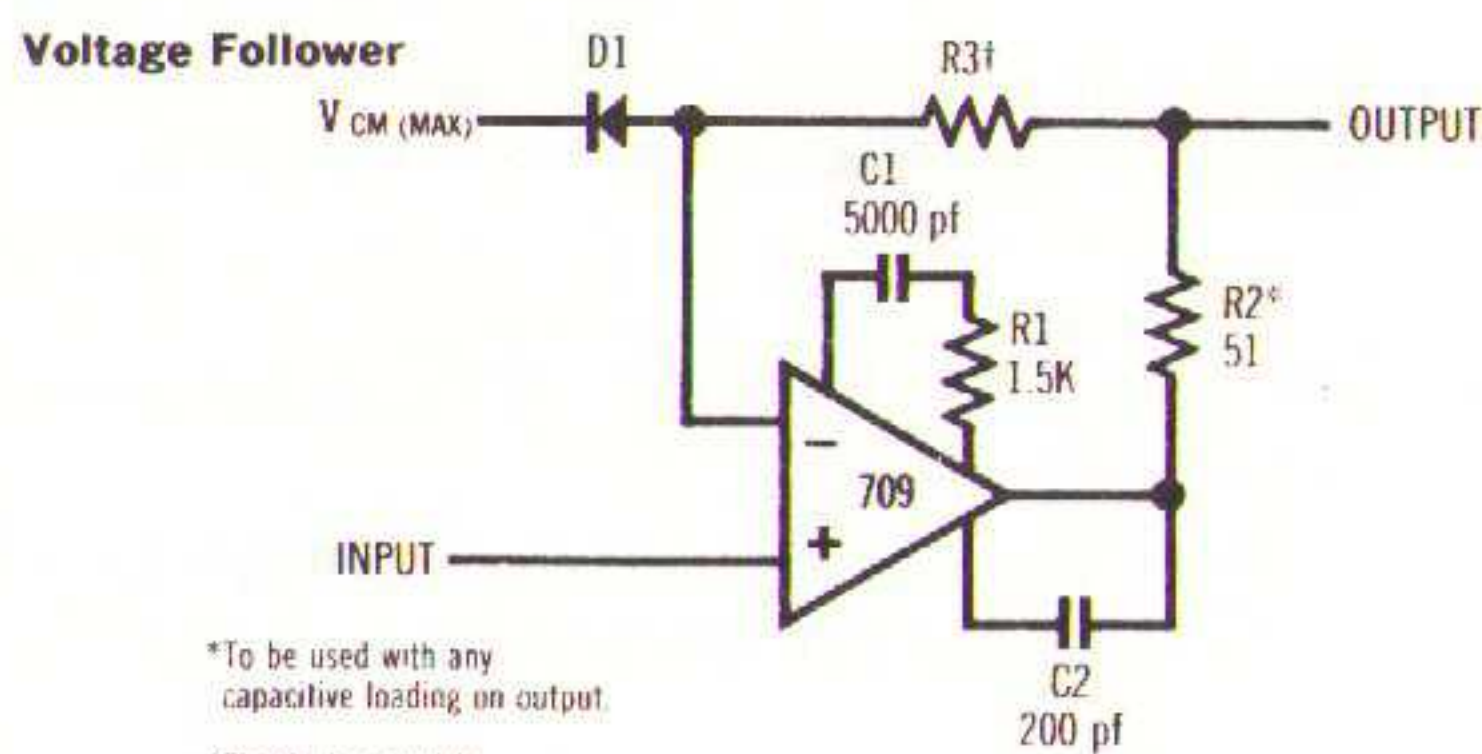 Voltage Follower
D1
R3†
V CM (MAX)
OUTPUT
C1
5000 pf
R1
1.5K
R2*
51
−
709
+
INPUT
*To be used with any
capacitive loading on output.
C2
200 pf